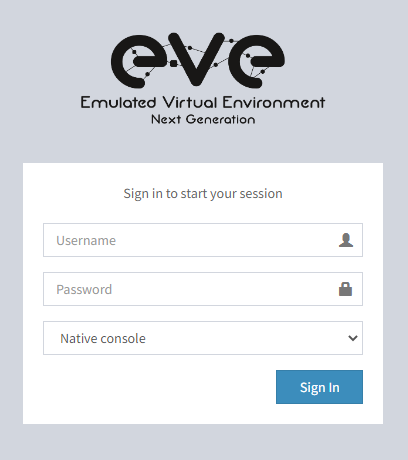 eve
Emulated Virtual Environment
Next Generation
Sign in to start your session
Username
Password
Native console
Sign In